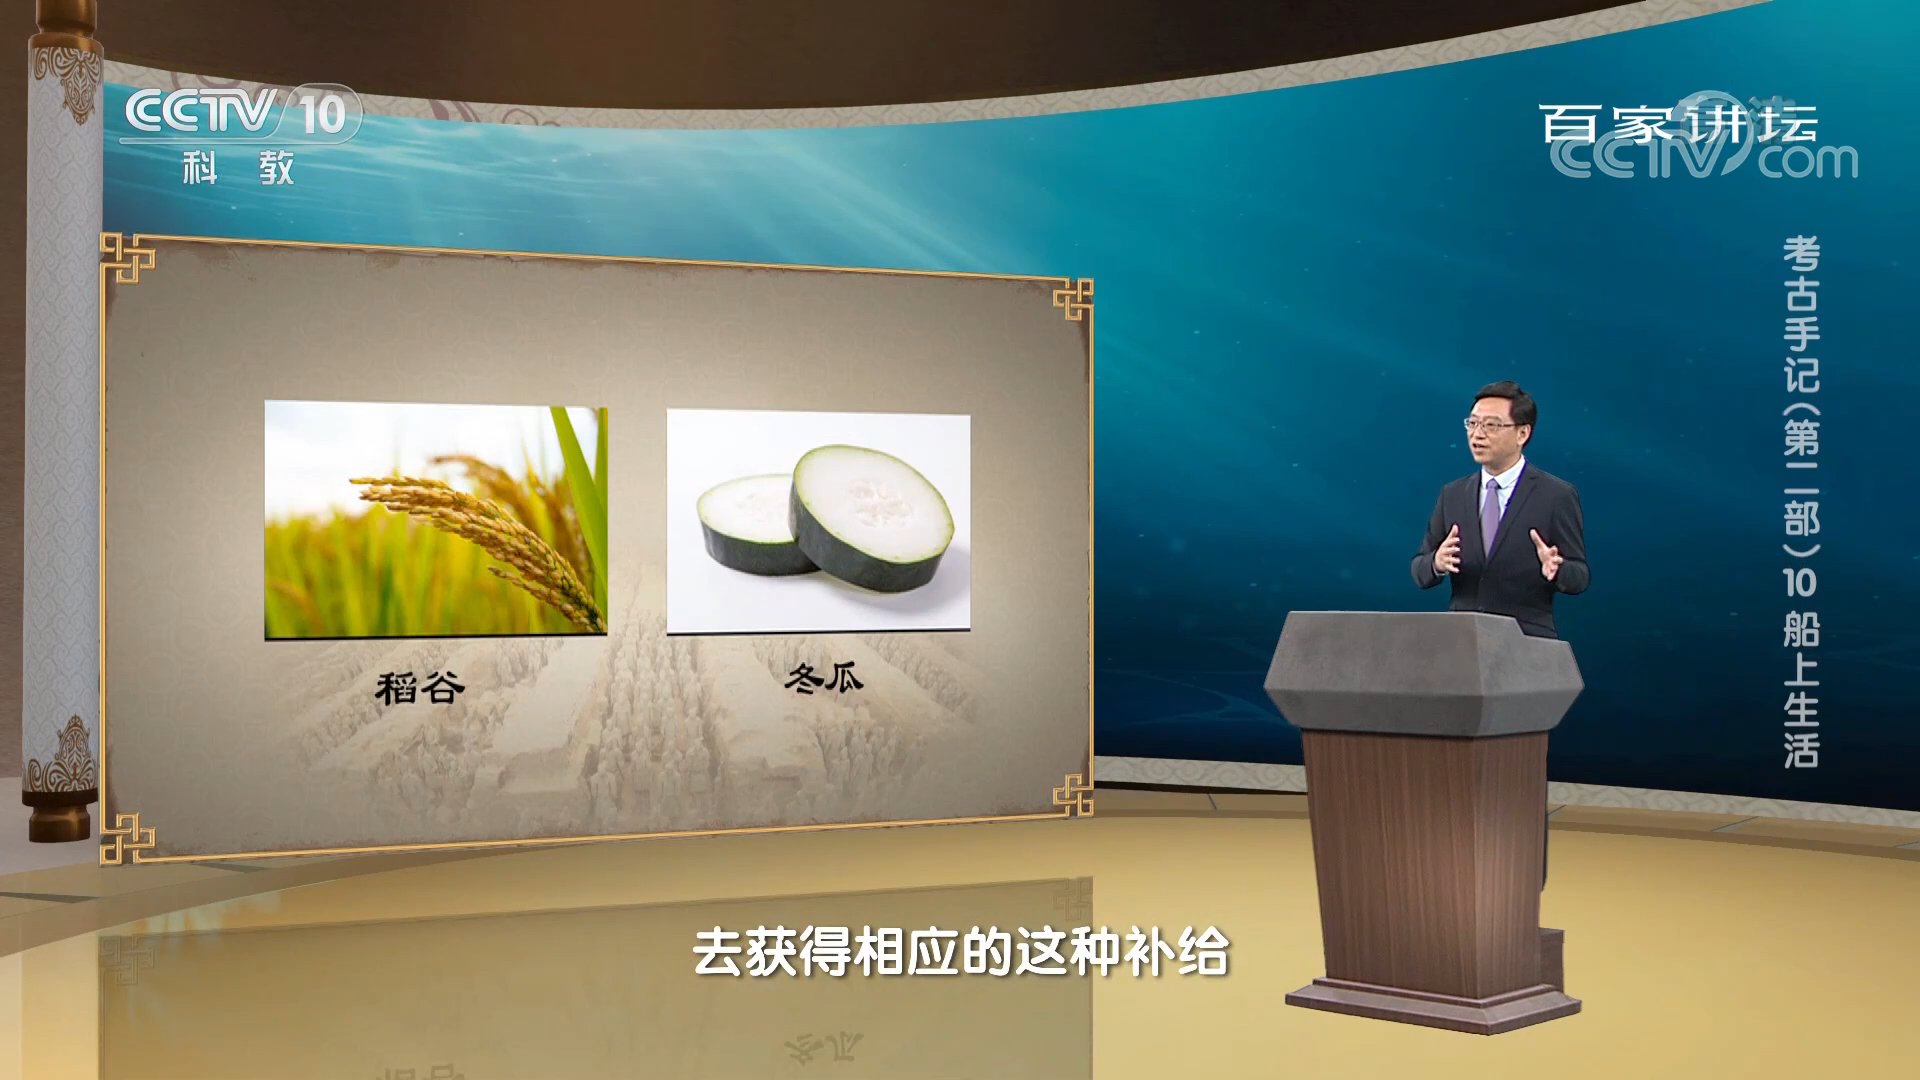 CCTV 10
科教
百家讲坛
CCTV.com
考古手记（第二部）10 船上生活
稻谷
冬瓜
去获得相应的这种补给